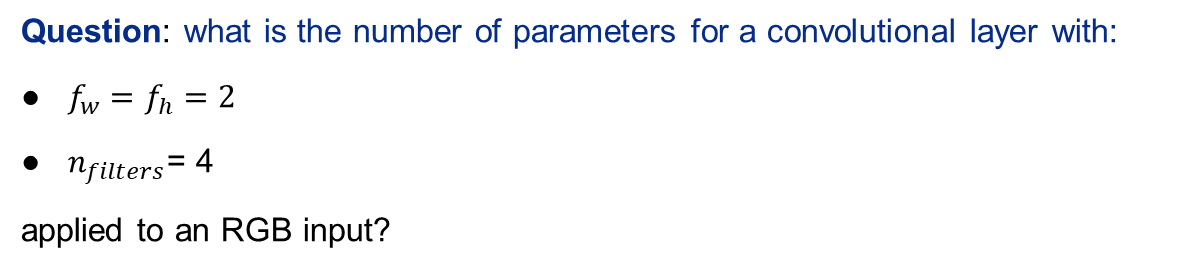 Question: what is the number of parameters for a convolutional layer with:
● f_w = f_h = 2
● n_filters = 4
applied to an RGB input?